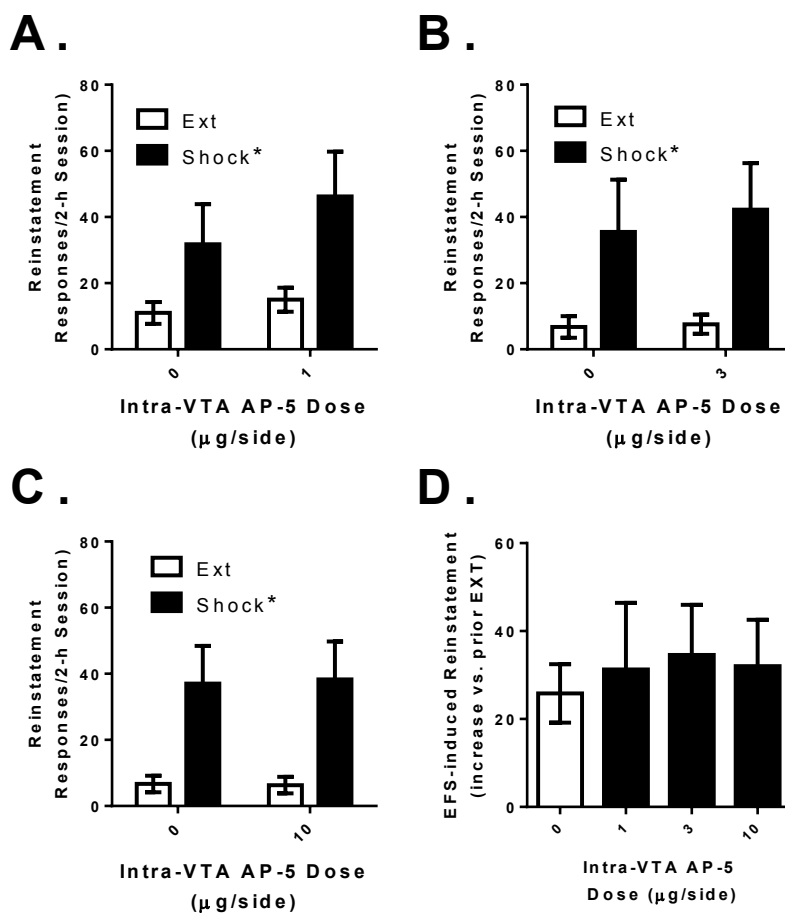 A.
Reinstatement
Responses/2-h Session)
80
60
40
20
0
Ext
Shock*
0
1
Intra-VTA AP-5 Dose
(μg/side)
B.
Reinstatement
Responses/2-h Session)
80
60
40
20
0
Ext
Shock*
0
3
Intra-VTA AP-5 Dose
(μg/side)
C.
Reinstatement
Responses/2-h Session)
80
60
40
20
0
Ext
Shock*
0
10
Intra-VTA AP-5 Dose
(μg/side)
D.
EFS-induced Reinstatement
(increase vs. prior EXT)
60
40
20
0
0
1
3
10
Intra-VTA AP-5
Dose (μg/side)